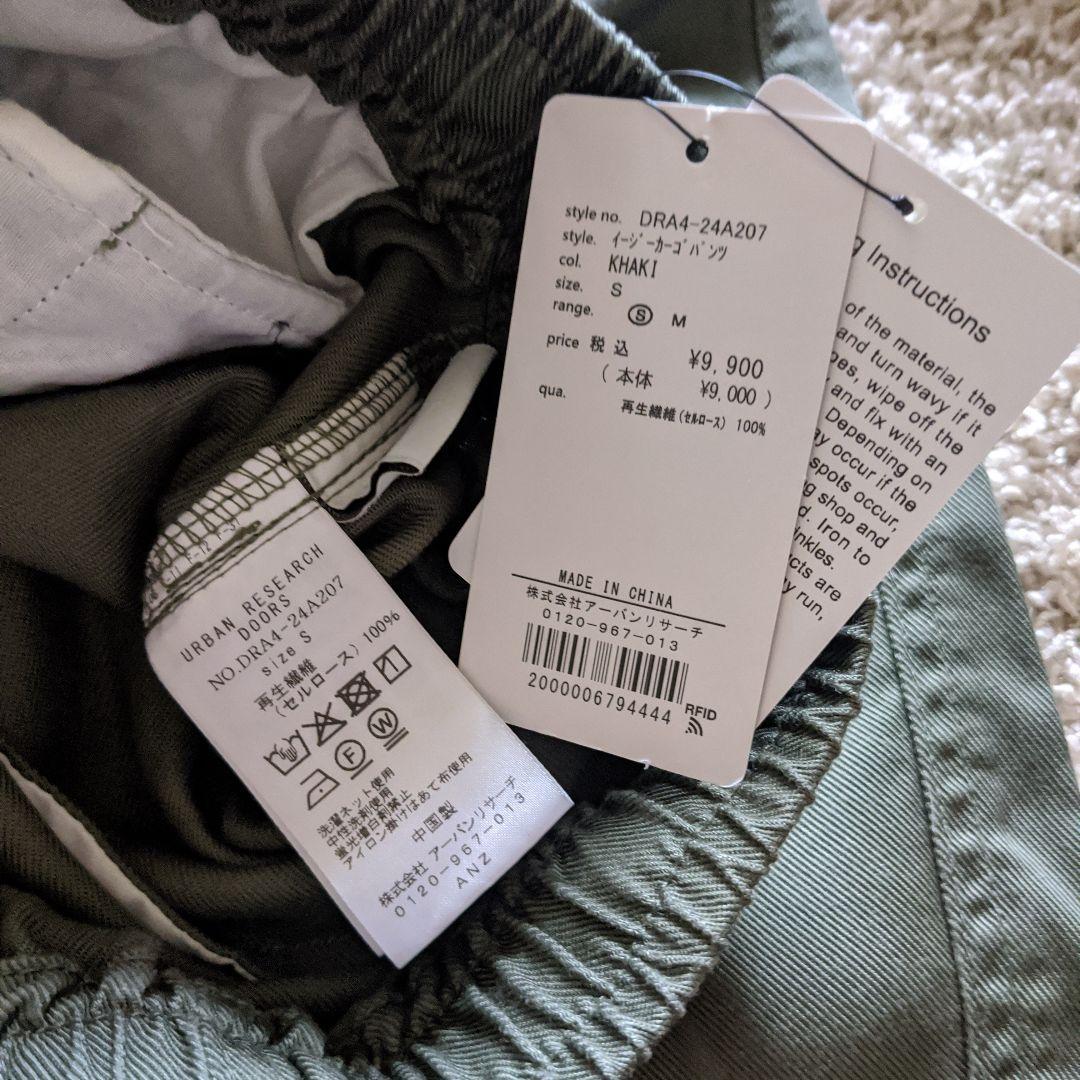 style no. DRA4-24A207
style. ｲｰｼﾞｰｶｰｺﾞﾊﾟﾝﾂ
col. KHAKI
size. S
range. Ⓢ M
price 税込 ¥9,900
( 本体 ¥9,000 )
qua. 再生繊維(ｾﾙﾛｰｽ) 100%
MADE IN CHINA
株式会社アーバンリサーチ
0120-967-013
2000006794444
RFID
g Instructions
of the material, the
and turn wavy if it
pes, wipe off the
and fix with an
Depending on
ay occur if the
spots occur,
g shop and
d. Iron to
inkles.
cts are
y run,
URBAN RESEARCH
DOORS
NO.DRA4-24A207
size S
再生繊維
(セルロース) 100%
F
W
洗濯ネット使用
中性洗剤使用
蛍光増白剤禁止
アイロン掛けはあて布使用
中国製
株式会社 アーバンリサーチ
0120-967-013
ANZ